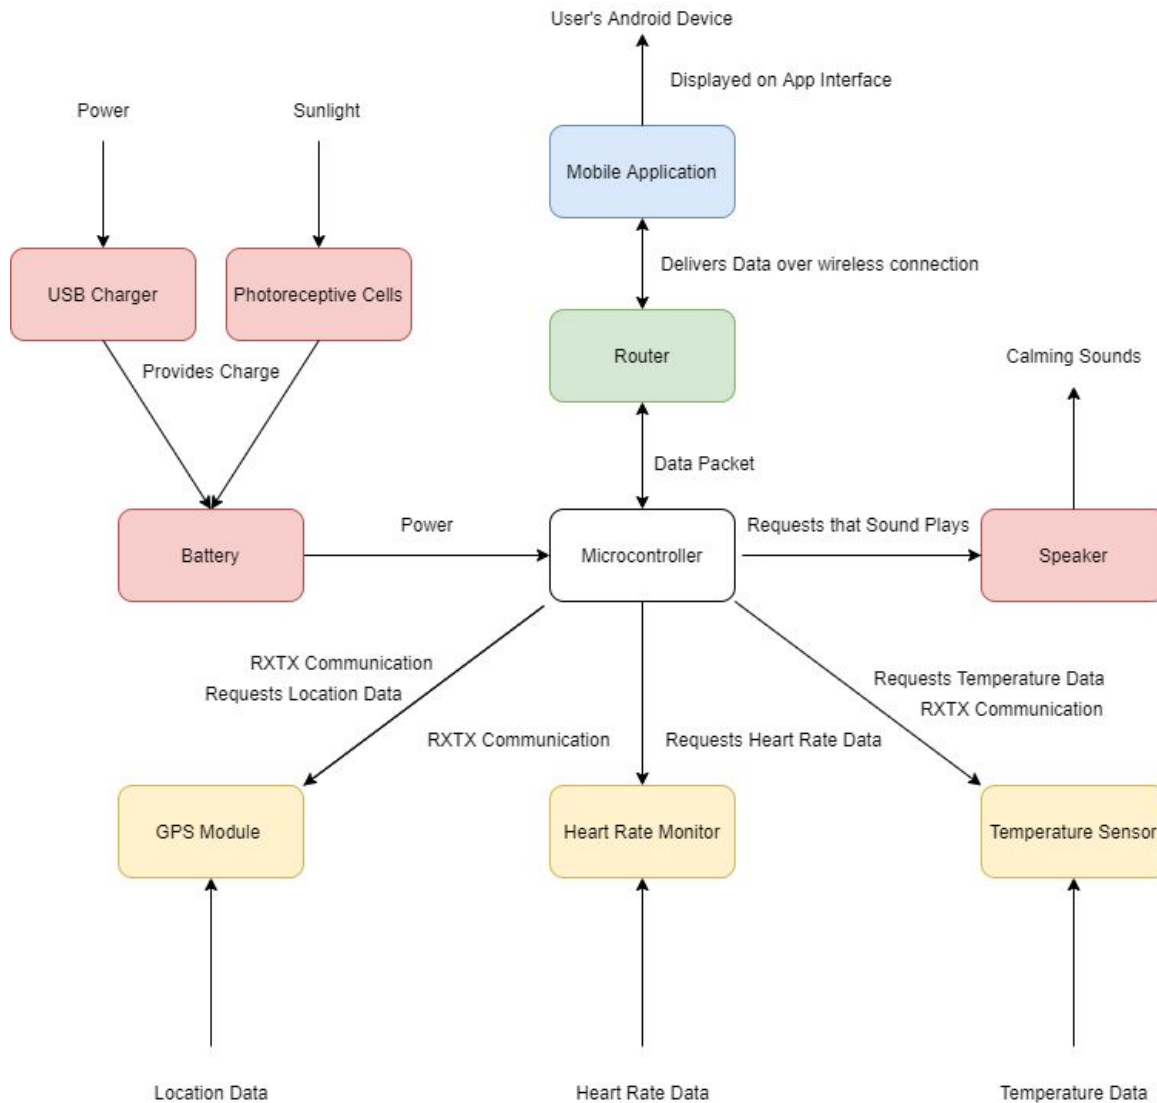 User's Android Device
Displayed on App Interface
Power
Sunlight
Mobile Application
Delivers Data over wireless connection
USB Charger
Photoreceptive Cells
Provides Charge
Router
Calming Sounds
Data Packet
Battery
Power
Microcontroller
Requests that Sound Plays
Speaker
RXTX Communication
Requests Location Data
RXTX Communication
Requests Heart Rate Data
Requests Temperature Data
RXTX Communication
GPS Module
Heart Rate Monitor
Temperature Sensor
Location Data
Heart Rate Data
Temperature Data